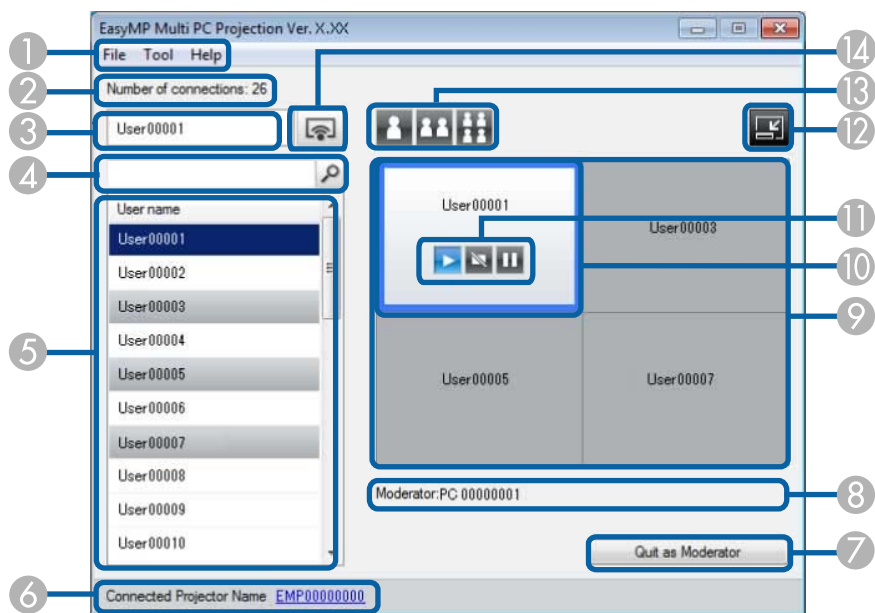 EasyMP Multi PC Projection Ver. X.XX
File Tool Help
1
14
2
Number of connections: 26
13
3
User00001
12
4
User name
User00001
User00002
User00003
User00004
User00005
User00006
User00007
User00008
User00009
User00010
5
User00001
User00003
11
10
9
User00005
User00007
Moderator:PC 00000001
8
Quit as Moderator
7
6
Connected Projector Name EMP00000000